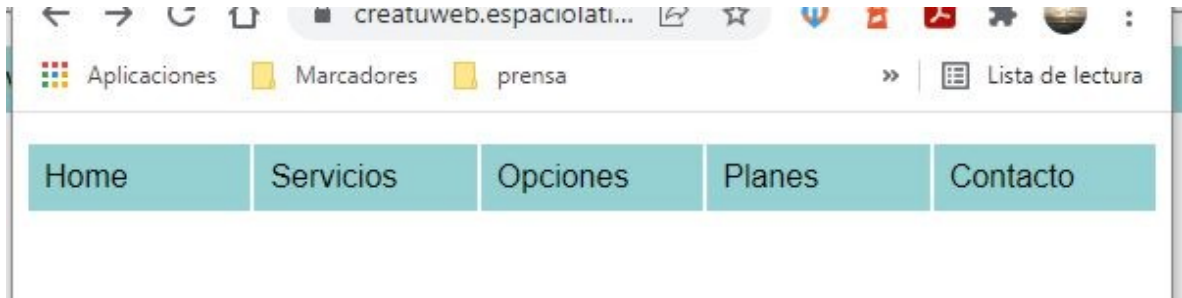 creatuweb.espaciolati...
Aplicaciones Marcadores prensa » Lista de lectura
Home Servicios Opciones Planes Contacto